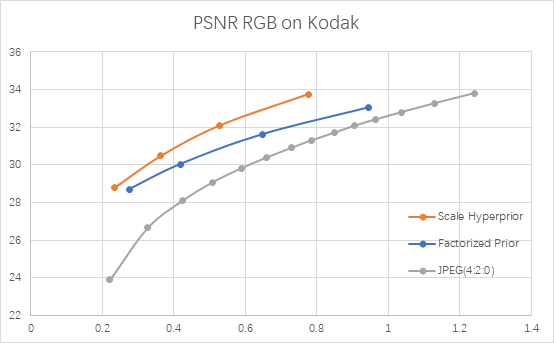 PSNR RGB on Kodak
36
34
32
30
28
26
24
22
Scale Hyperprior
Factorized Prior
JPEG(4:2:0)
0 0.2 0.4 0.6 0.8 1 1.2 1.4